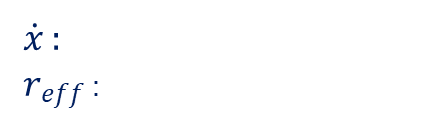 ẋ :
r_eff :